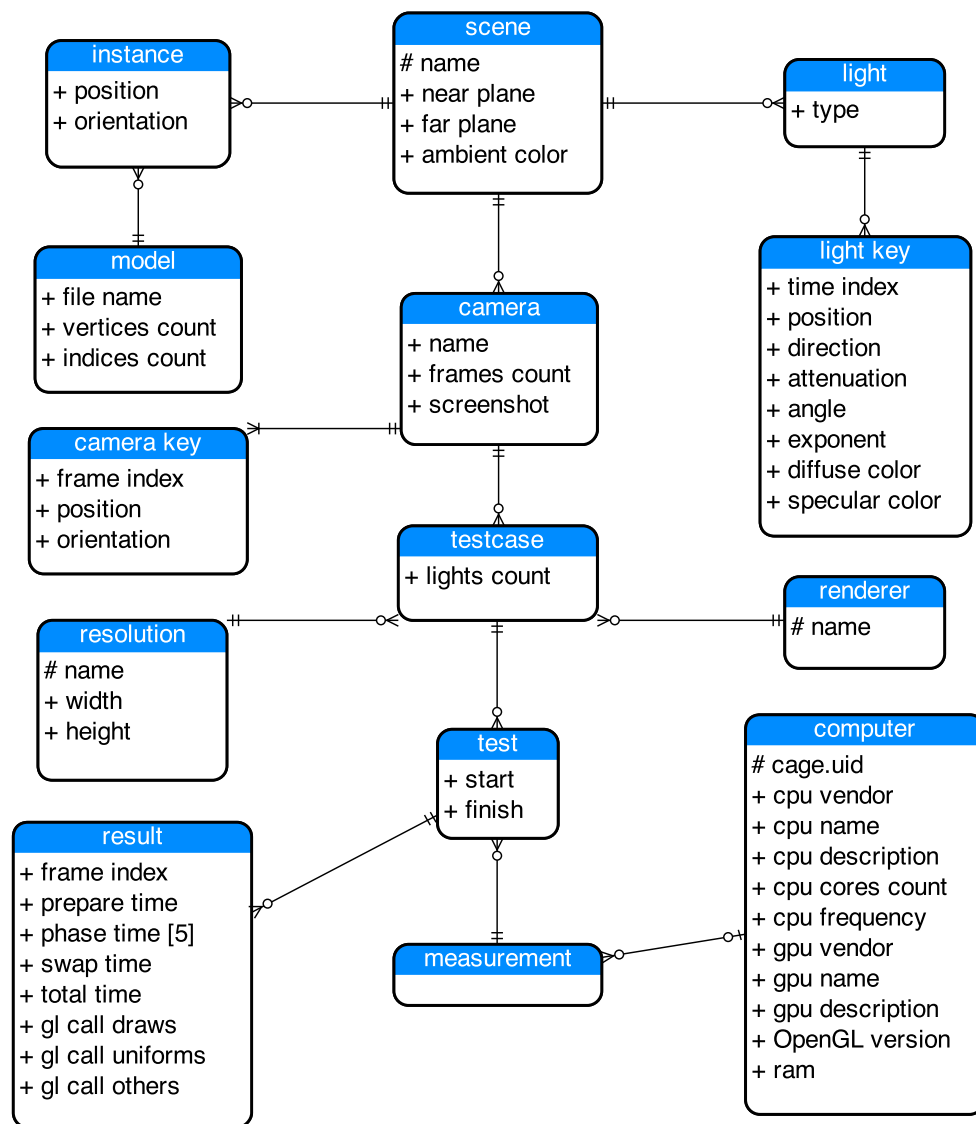 scene
# name
+ near plane
+ far plane
+ ambient color
instance
+ position
+ orientation
light
+ type
model
+ file name
+ vertices count
+ indices count
light key
+ time index
+ position
+ direction
+ attenuation
+ angle
+ exponent
+ diffuse color
+ specular color
camera
+ name
+ frames count
+ screenshot
camera key
+ frame index
+ position
+ orientation
testcase
+ lights count
renderer
# name
resolution
# name
+ width
+ height
test
+ start
+ finish
computer
# cage.uid
+ cpu vendor
+ cpu name
+ cpu description
+ cpu cores count
+ cpu frequency
+ gpu vendor
+ gpu name
+ gpu description
+ OpenGL version
+ ram
result
+ frame index
+ prepare time
+ phase time [5]
+ swap time
+ total time
+ gl call draws
+ gl call uniforms
+ gl call others
measurement